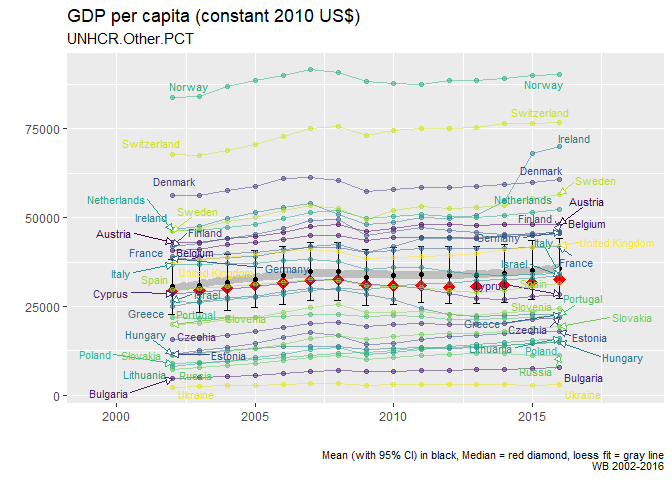 GDP per capita (constant 2010 US$)
UNHCR.Other.PCT
Norway
Norway
75000
Switzerland
Switzerland
Ireland
Denmark
Denmark
Sweden
Netherlands
Netherlands
Austria
Sweden
Ireland
50000
Finland
Belgium
Austria
Finland
Germany
Italy
United Kingdom
France
Belgium
France
Italy
United Kingdom
Germany
Israel
Spain
Spain
Cyprus
Israel
Cyprus
Portugal
25000
Greece
Portugal
Slovenia
Slovenia
Slovakia
Greece
Czechia
Hungary
Czechia
Estonia
Poland
Slovakia
Estonia
Lithuania
Poland
Hungary
Lithuania
Russia
Russia
Bulgaria
Bulgaria
Ukraine
Ukraine
0
2000
2005
2010
2015
Mean (with 95% CI) in black, Median = red diamond, loess fit = gray line
WB 2002-2016